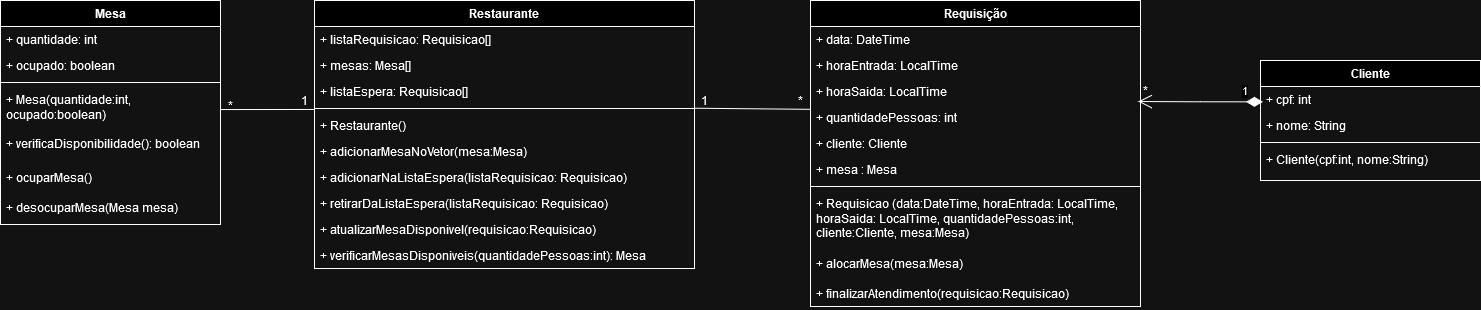 Mesa
+ quantidade: int
+ ocupado: boolean
+ Mesa(quantidade:int,
ocupado:boolean)
+ verificaDisponibilidade(): boolean
+ ocuparMesa()
+ desocuparMesa(Mesa mesa)
*
1
Restaurante
+ listaRequisicao: Requisicao[]
+ mesas: Mesa[]
+ listaEspera: Requisicao[]
+ Restaurante()
+ adicionarMesaNoVetor(mesa:Mesa)
+ adicionarNaListaEspera(listaRequisicao: Requisicao)
+ retirarDaListaEspera(listaRequisicao: Requisicao)
+ atualizarMesaDisponivel(requisicao:Requisicao)
+ verificarMesasDisponiveis(quantidadePessoas:int): Mesa
1
*
Requisição
+ data: DateTime
+ horaEntrada: LocalTime
+ horaSaida: LocalTime
+ quantidadePessoas: int
+ cliente: Cliente
+ mesa : Mesa
+ Requisicao (data:DateTime, horaEntrada: LocalTime,
horaSaida: LocalTime, quantidadePessoas:int,
cliente:Cliente, mesa:Mesa)
+ alocarMesa(mesa:Mesa)
+ finalizarAtendimento(requisicao:Requisicao)
*
1
Cliente
+ cpf: int
+ nome: String
+ Cliente(cpf:int, nome:String)